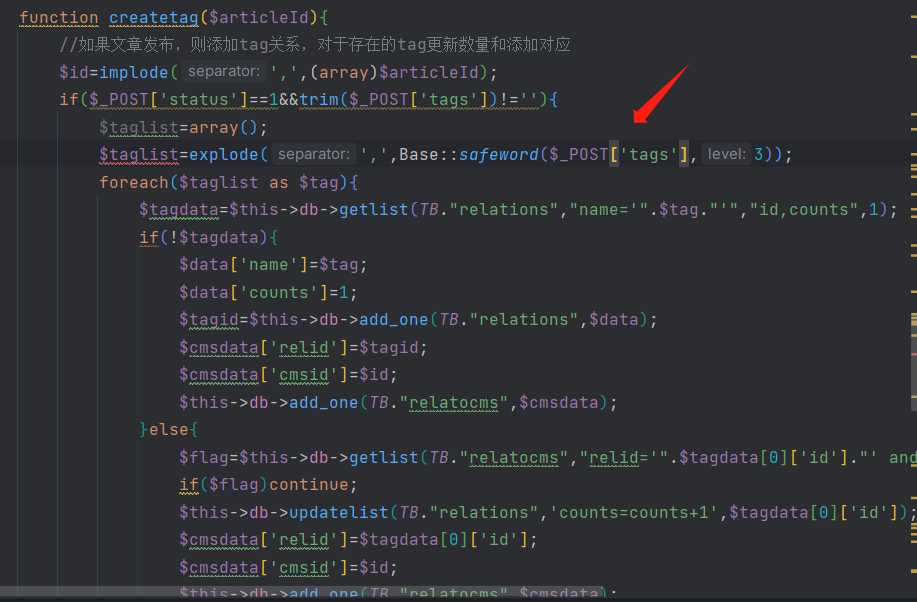 function createtag($articleId){
//如果文章发布，则添加tag关系，对于存在的tag更新数量和添加对应
$id=implode( separator: ',',(array)$articleId);
if($_POST['status']==1&&trim($_POST['tags'])!=''){
$taglist=array();
$taglist=explode( separator: ',',Base::safeword($_POST['tags'], level: 3));
foreach($taglist as $tag){
$tagdata=$this->db->getlist(TB."relations","name='".$tag."'","id,counts",1);
if(!$tagdata){
$data['name']=$tag;
$data['counts']=1;
$tagid=$this->db->add_one(TB."relations",$data);
$cmsdata['relid']=$tagid;
$cmsdata['cmsid']=$id;
$this->db->add_one(TB."relatocms",$cmsdata);
}else{
$flag=$this->db->getlist(TB."relatocms","relid='".$tagdata[0]['id']."' and
if($flag)continue;
$this->db->updatelist(TB."relations",'counts=counts+1',$tagdata[0]['id']);
$cmsdata['relid']=$tagdata[0]['id'];
$cmsdata['cmsid']=$id;
$this->db->add_one(TB."relatocms",$cmsdata);